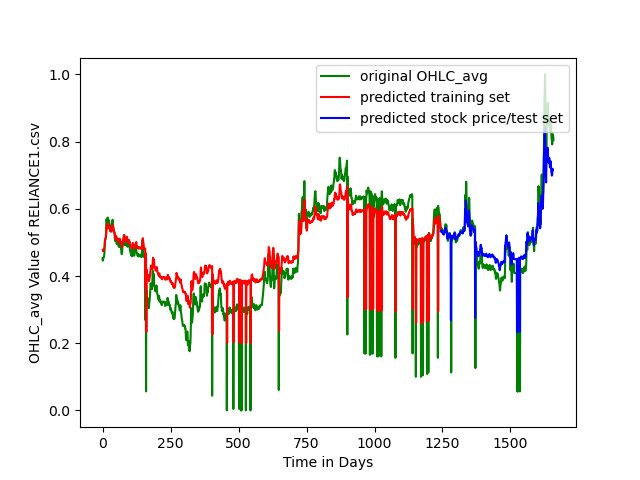 original OHLC_avg
predicted training set
predicted stock price/test set
OHLC_avg Value of RELIANCE1.csv
1.0
0.8
0.6
0.4
0.2
0.0
0 250 500 750 1000 1250 1500
Time in Days